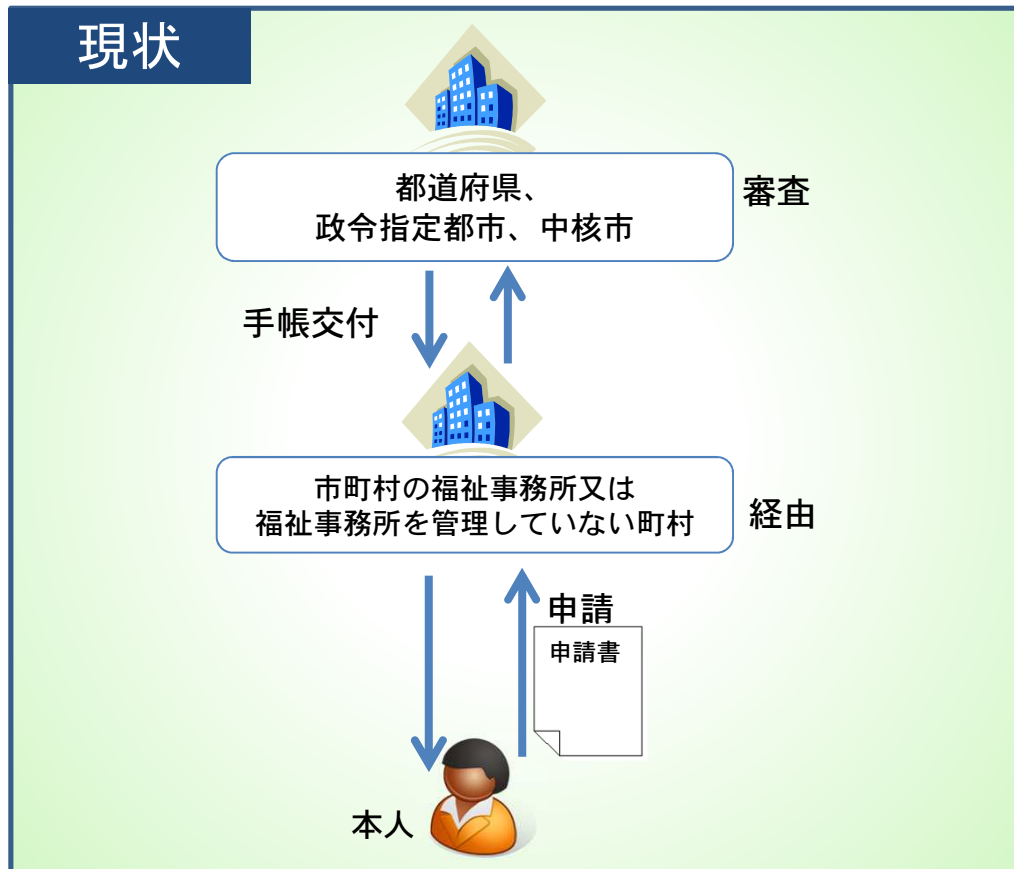 現状
都道府県、
政令指定都市、中核市
審査
手帳交付
市町村の福祉事務所又は
福祉事務所を管理していない町村
経由
申請
申請書
本人